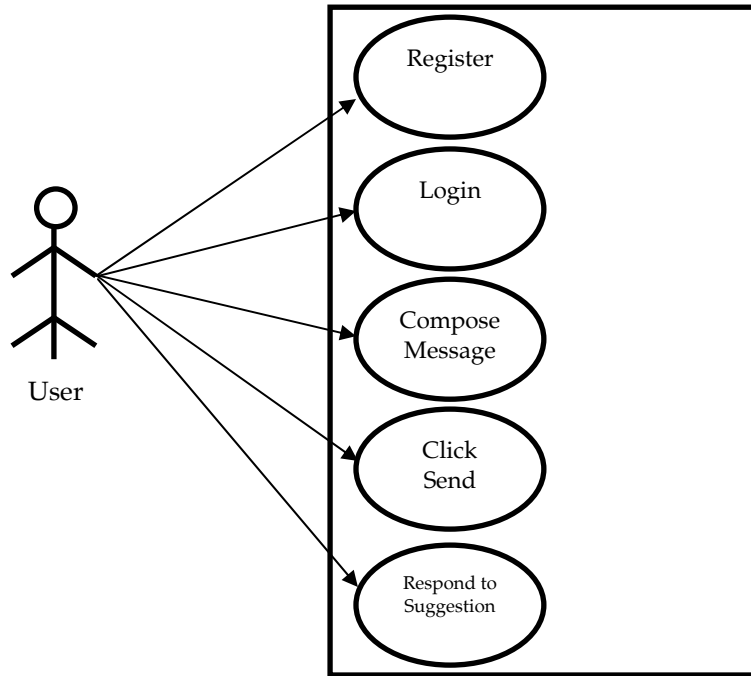 Register
Login
Compose
Message
User
Click
Send
Respond to
Suggestion